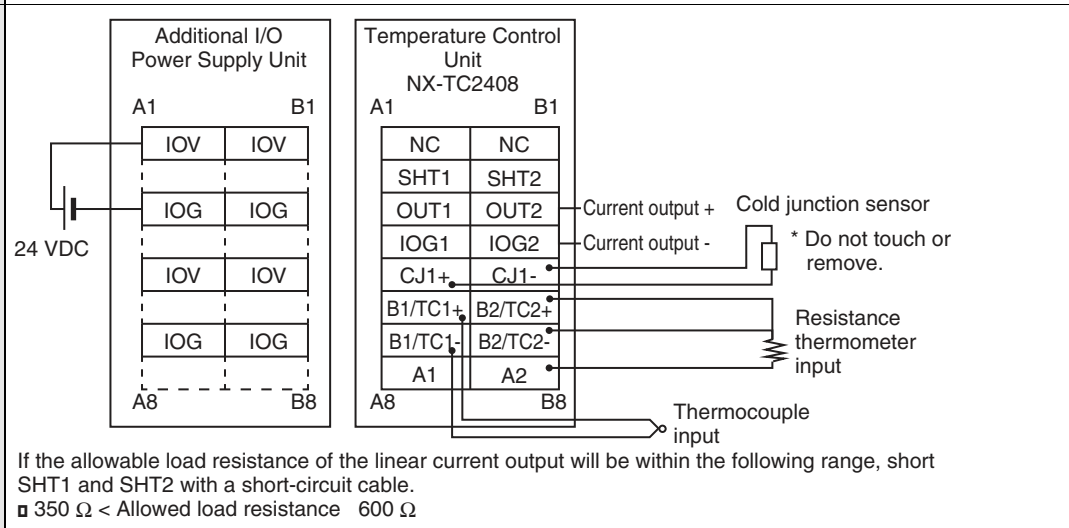 Additional I/O
Power Supply Unit
A1 B1
IOV IOV
IOG IOG
IOV IOV
IOG IOG
A8 B8
24 VDC
Temperature Control
Unit
NX-TC2408
A1 B1
NC NC
SHT1 SHT2
OUT1 OUT2
IOG1 IOG2
CJ1+ CJ1-
B1/TC1+ B2/TC2+
B1/TC1- B2/TC2-
A1 A2
A8 B8
Current output +
Current output -
Cold junction sensor
* Do not touch or
remove.
Resistance
thermometer
input
Thermocouple
input
If the allowable load resistance of the linear current output will be within the following range, short
SHT1 and SHT2 with a short-circuit cable.
350 Ω < Allowed load resistance 600 Ω